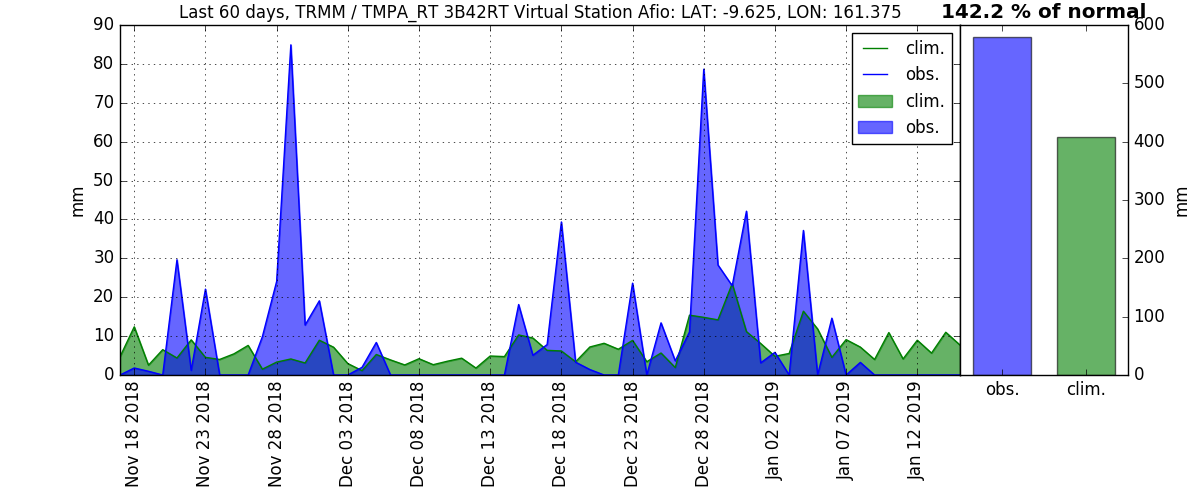 Last 60 days, TRMM / TMPA_RT 3B42RT Virtual Station Afio: LAT: -9.625, LON: 161.375
142.2 % of normal
90
80
70
60
50
40
30
20
10
0
mm
clim.
obs.
clim.
obs.
600
500
400
300
200
100
0
mm
obs.
clim.
Nov 18 2018
Nov 23 2018
Nov 28 2018
Dec 03 2018
Dec 08 2018
Dec 13 2018
Dec 18 2018
Dec 23 2018
Dec 28 2018
Jan 02 2019
Jan 07 2019
Jan 12 2019